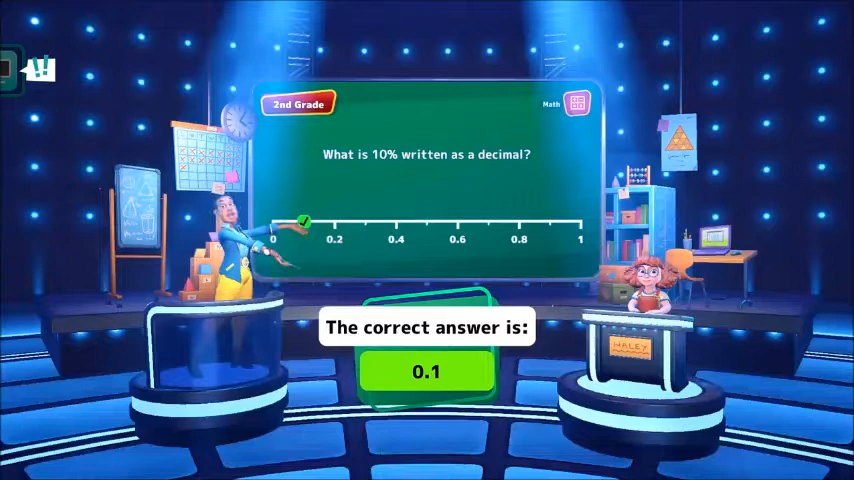 !!
2nd Grade
Math
What is 10% written as a decimal?
0 0.2 0.4 0.6 0.8 1
HALEY
The correct answer is:
0.1